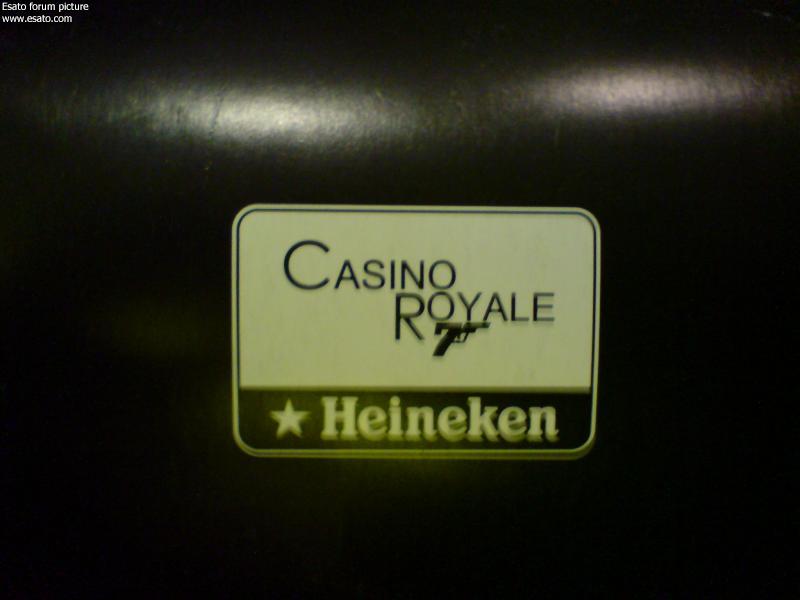 Esato forum picture
www.esato.com
CASINO
ROYALE
★ Heineken